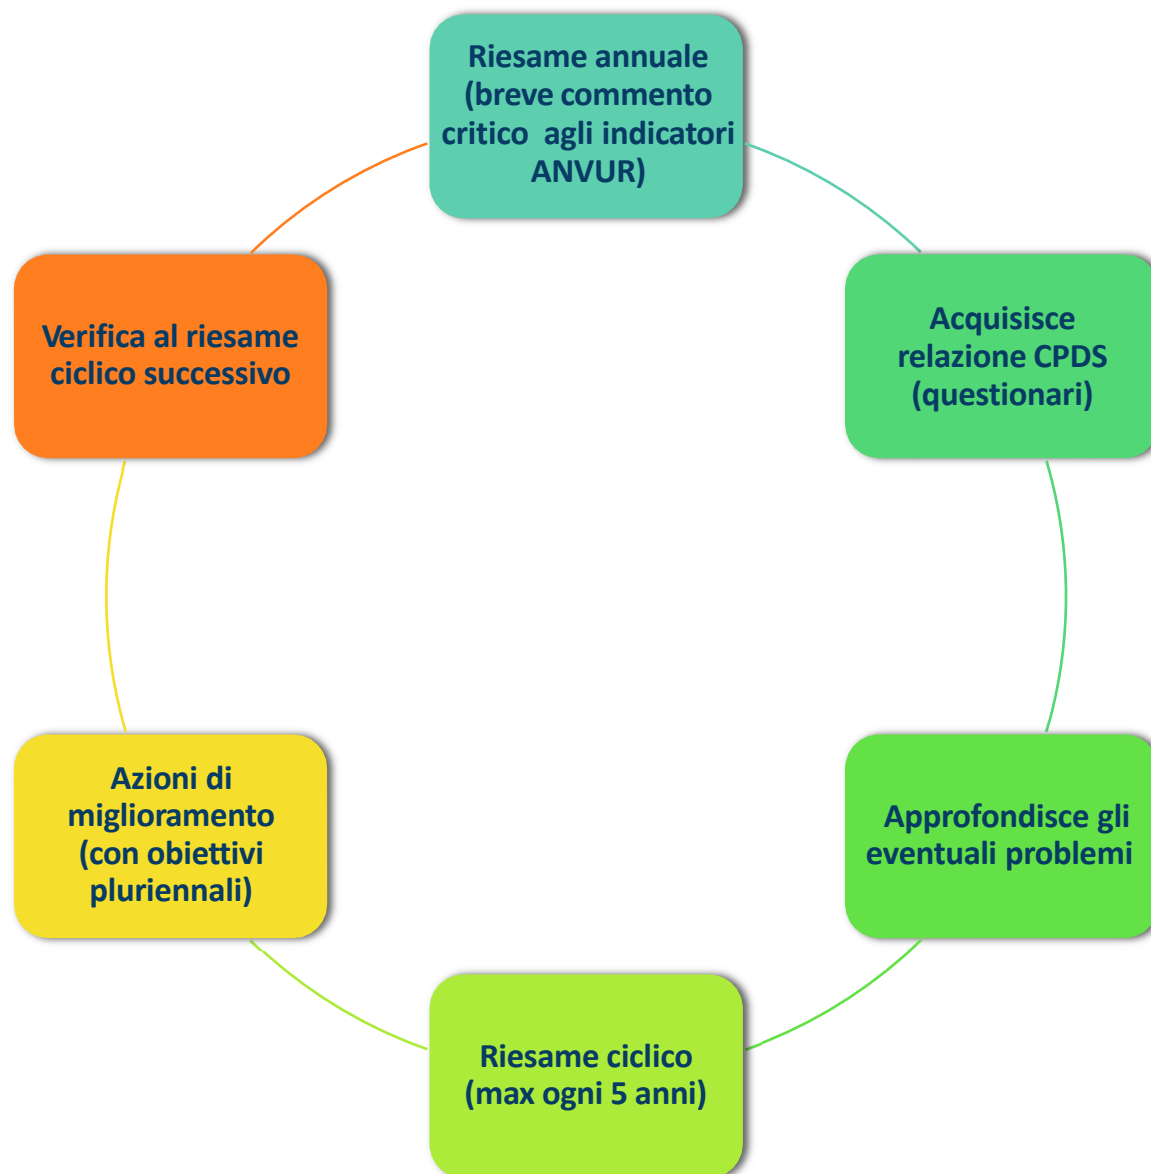 Riesame annuale
(breve commento
critico  agli indicatori
ANVUR)
Acquisisce
relazione CPDS
(questionari)
Approfondisce gli
eventuali problemi
Riesame ciclico
(max ogni 5 anni)
Azioni di
miglioramento
(con obiettivi
pluriennali)
Verifica al riesame
ciclico successivo